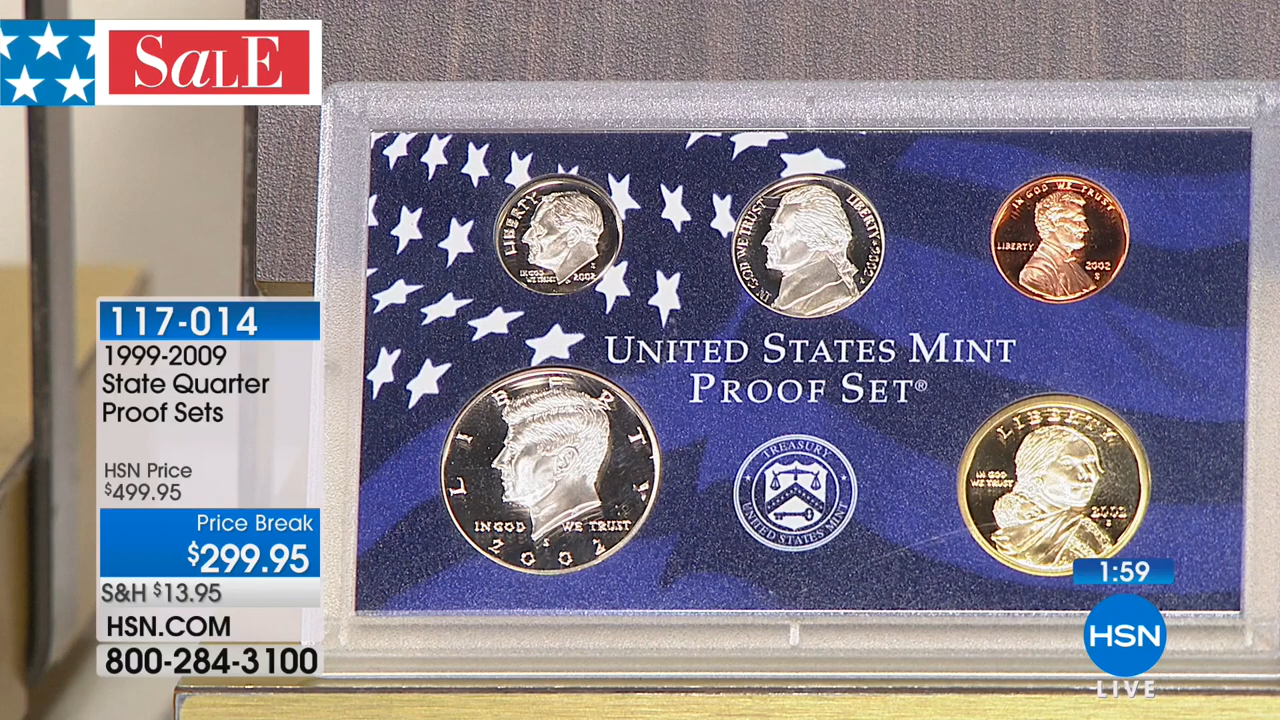 SALE
117-014
1999-2009
State Quarter
Proof Sets
HSN Price
$499.95
Price Break
$299.95
S&H $13.95
HSN.COM
800-284-3100
LIBERTY
IN GOD
WE TRUST
S
2002
IN GOD WE TRUST
LIBERTY • 2002
IN GOD WE TRUST
LIBERTY
2002
S
UNITED STATES MINT
PROOF SET®
LIBERTY
IN GOD WE TRUST
S
2002
TREASURY
UNITED STATES MINT
LIBERTY
IN GOD
WE TRUST
2002
S
1:59
HSN
LIVE